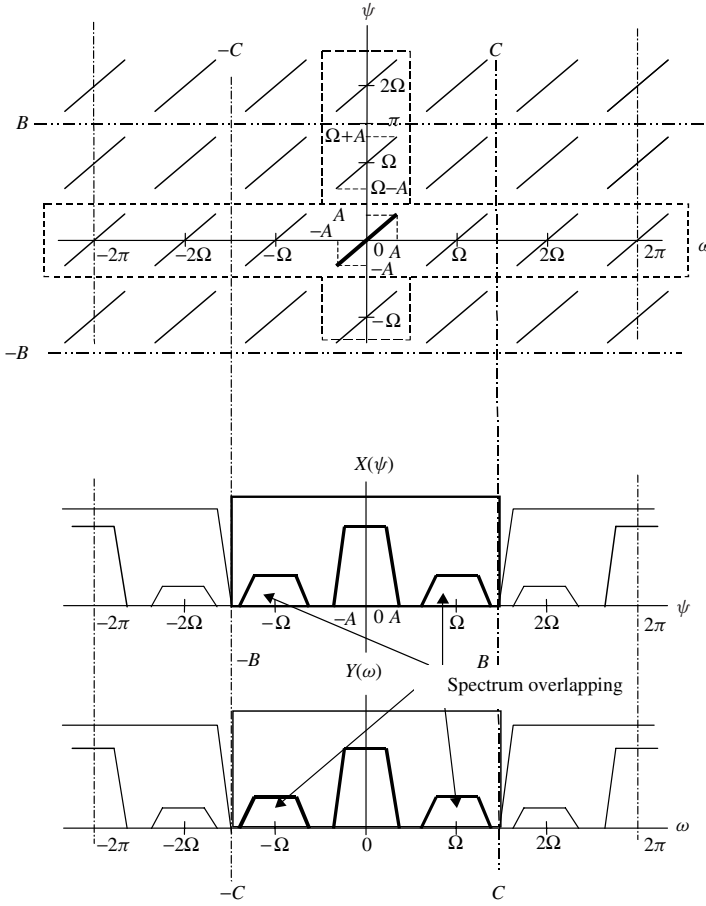 ψ
−C C
2Ω
B π
Ω+A Ω
Ω−A
A
−A
−2π −2Ω −Ω 0 A Ω 2Ω 2π ω
−A
−Ω
−B
X(ψ)
−2π −2Ω −Ω −A 0 A Ω 2Ω 2π ψ
−B Y(ω) B
Spectrum overlapping
−2π −2Ω −Ω 0 Ω 2Ω 2π ω
−C C